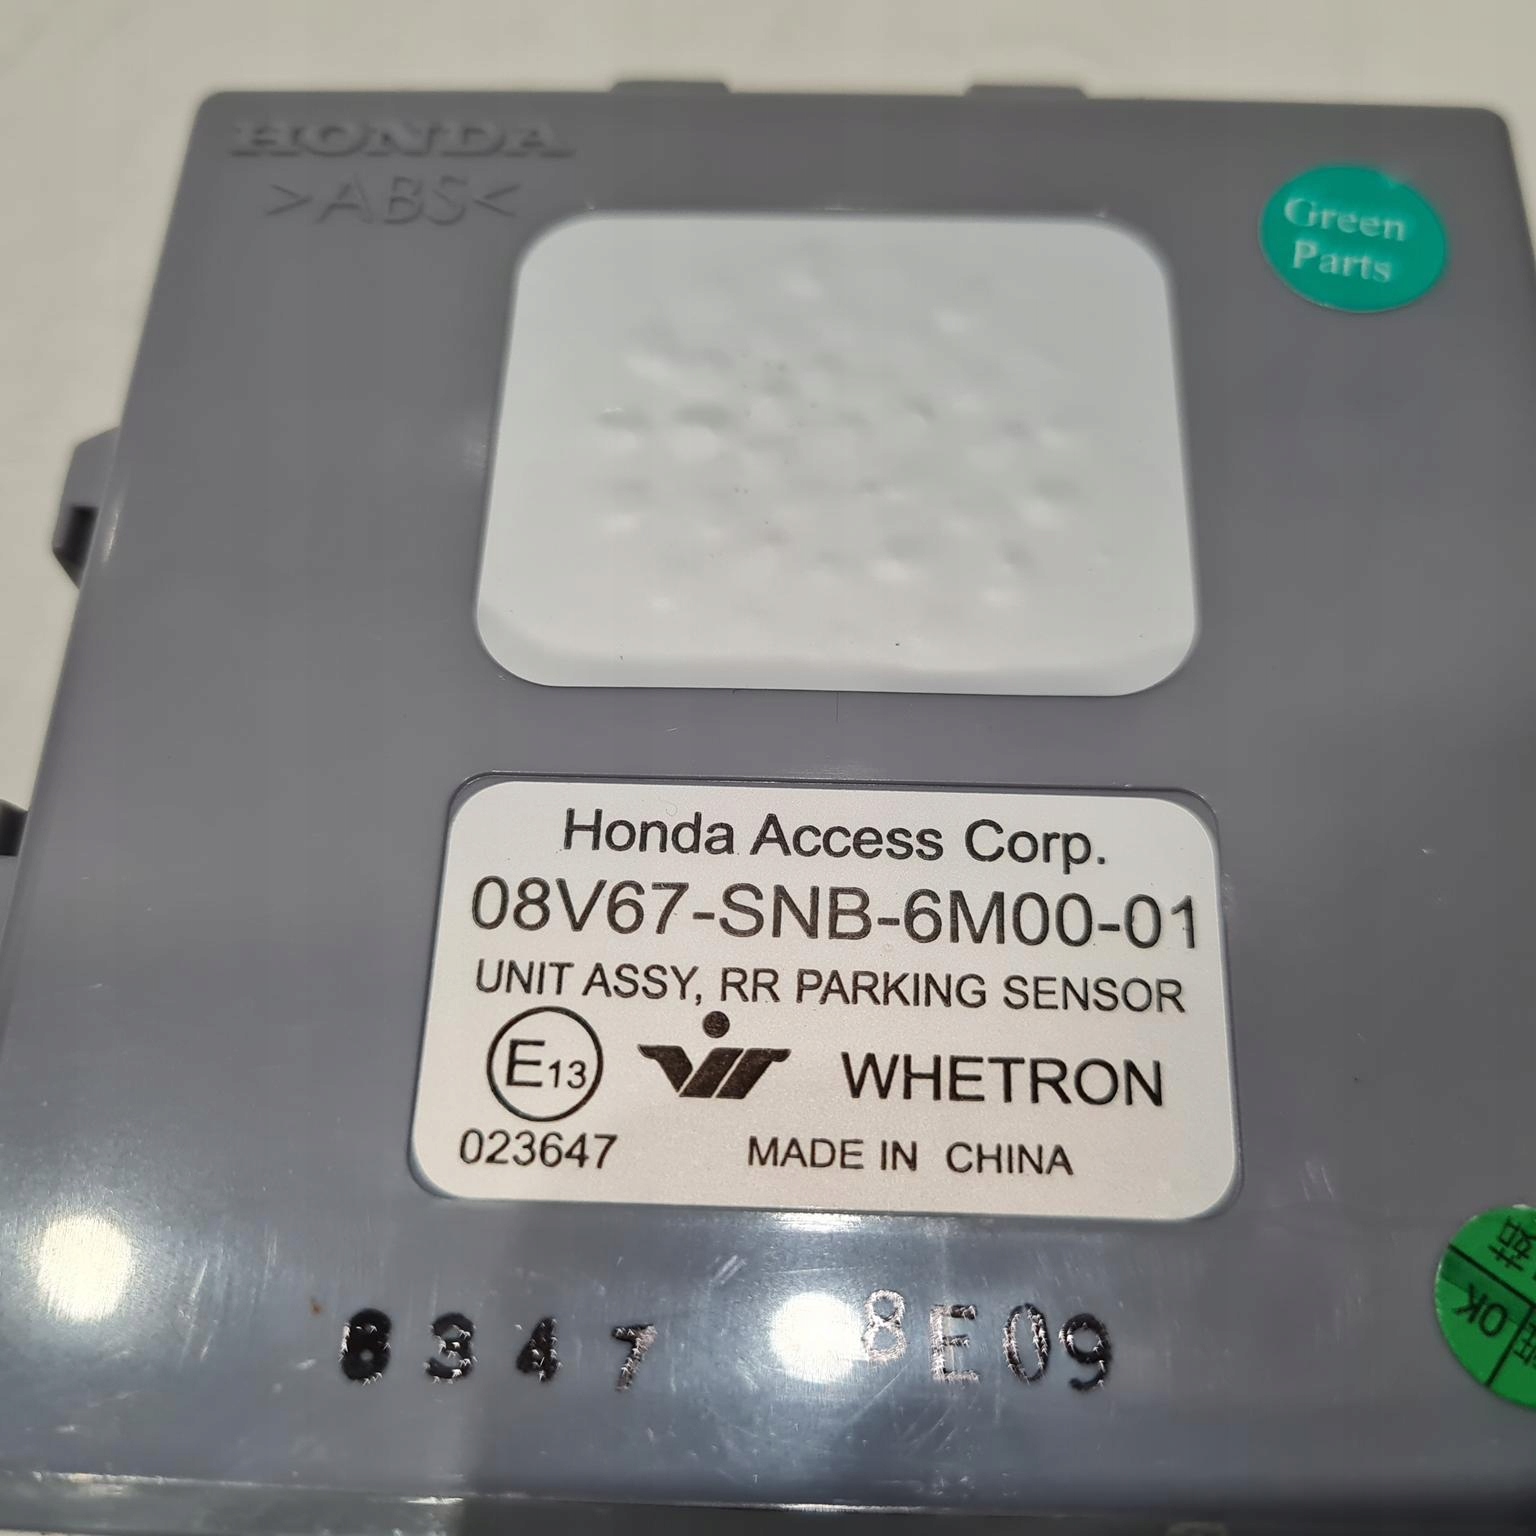 HONDA
>ABS<
Green
Parts
Honda Access Corp.
08V67-SNB-6M00-01
UNIT ASSY, RR PARKING SENSOR
E13
WHETRON
023647
MADE IN CHINA
OK
8347 8E09